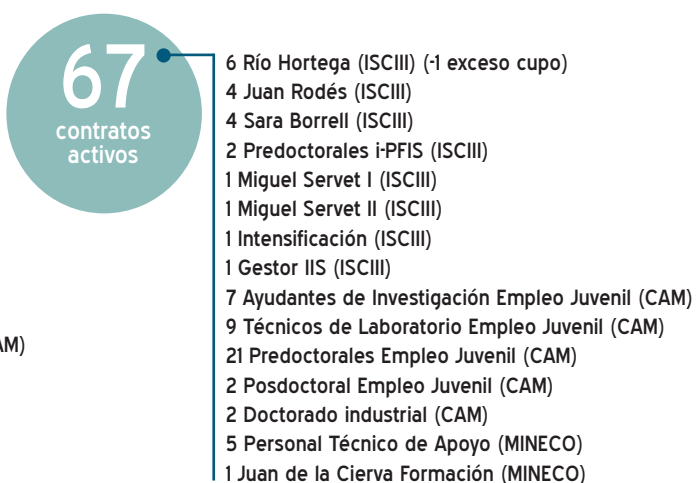 67
contratos
activos
6 Río Hortega (ISCIII) (-1 exceso cupo)
4 Juan Rodés (ISCIII)
4 Sara Borrell (ISCIII)
2 Predoctorales i-PFIS (ISCIII)
1 Miguel Servet I (ISCIII)
1 Miguel Servet II (ISCIII)
1 Intensificación (ISCIII)
1 Gestor IIS (ISCIII)
7 Ayudantes de Investigación Empleo Juvenil (CAM)
9 Técnicos de Laboratorio Empleo Juvenil (CAM)
AM)
21 Predoctorales Empleo Juvenil (CAM)
2 Posdoctoral Empleo Juvenil (CAM)
2 Doctorado industrial (CAM)
5 Personal Técnico de Apoyo (MINECO)
1 Juan de la Cierva Formación (MINECO)